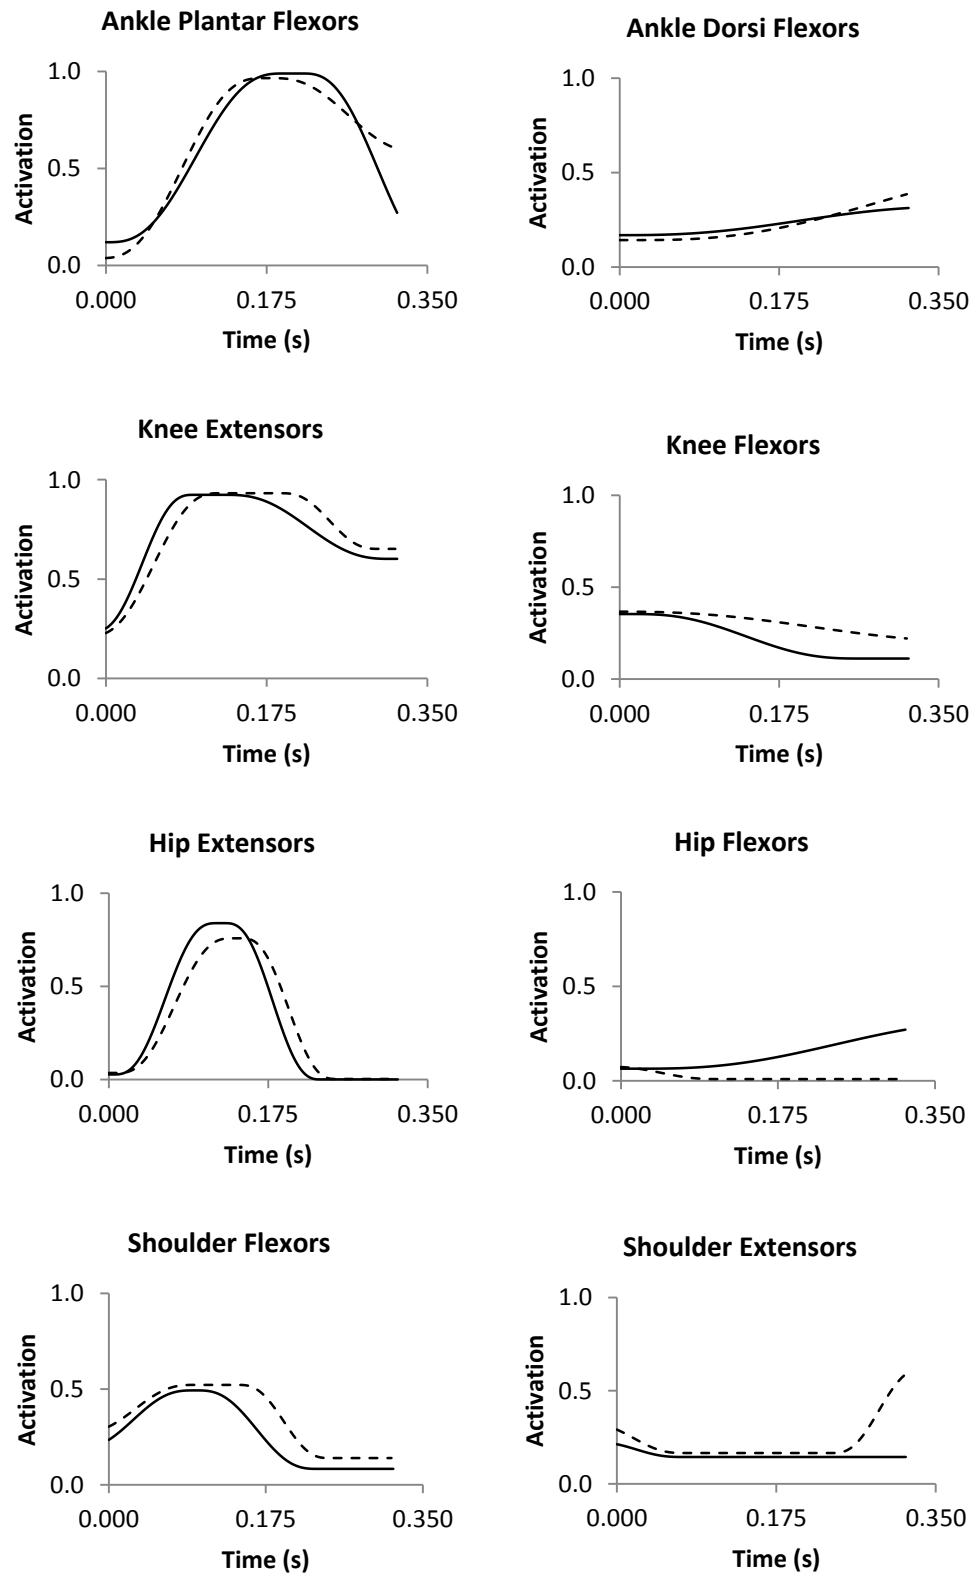 Ankle Plantar Flexors
1.0
Activation
0.5
0.0
0.000 0.175 0.350
Time (s)
Ankle Dorsi Flexors
1.0
Activation
0.5
0.0
0.000 0.175 0.350
Time (s)
Knee Extensors
1.0
Activation
0.5
0.0
0.000 0.175 0.350
Time (s)
Knee Flexors
1.0
Activation
0.5
0.0
0.000 0.175 0.350
Time (s)
Hip Extensors
1.0
Activation
0.5
0.0
0.000 0.175 0.350
Time (s)
Hip Flexors
1.0
Activation
0.5
0.0
0.000 0.175 0.350
Time (s)
Shoulder Flexors
1.0
Activation
0.5
0.0
0.000 0.175 0.350
Time (s)
Shoulder Extensors
1.0
Activation
0.5
0.0
0.000 0.175 0.350
Time (s)